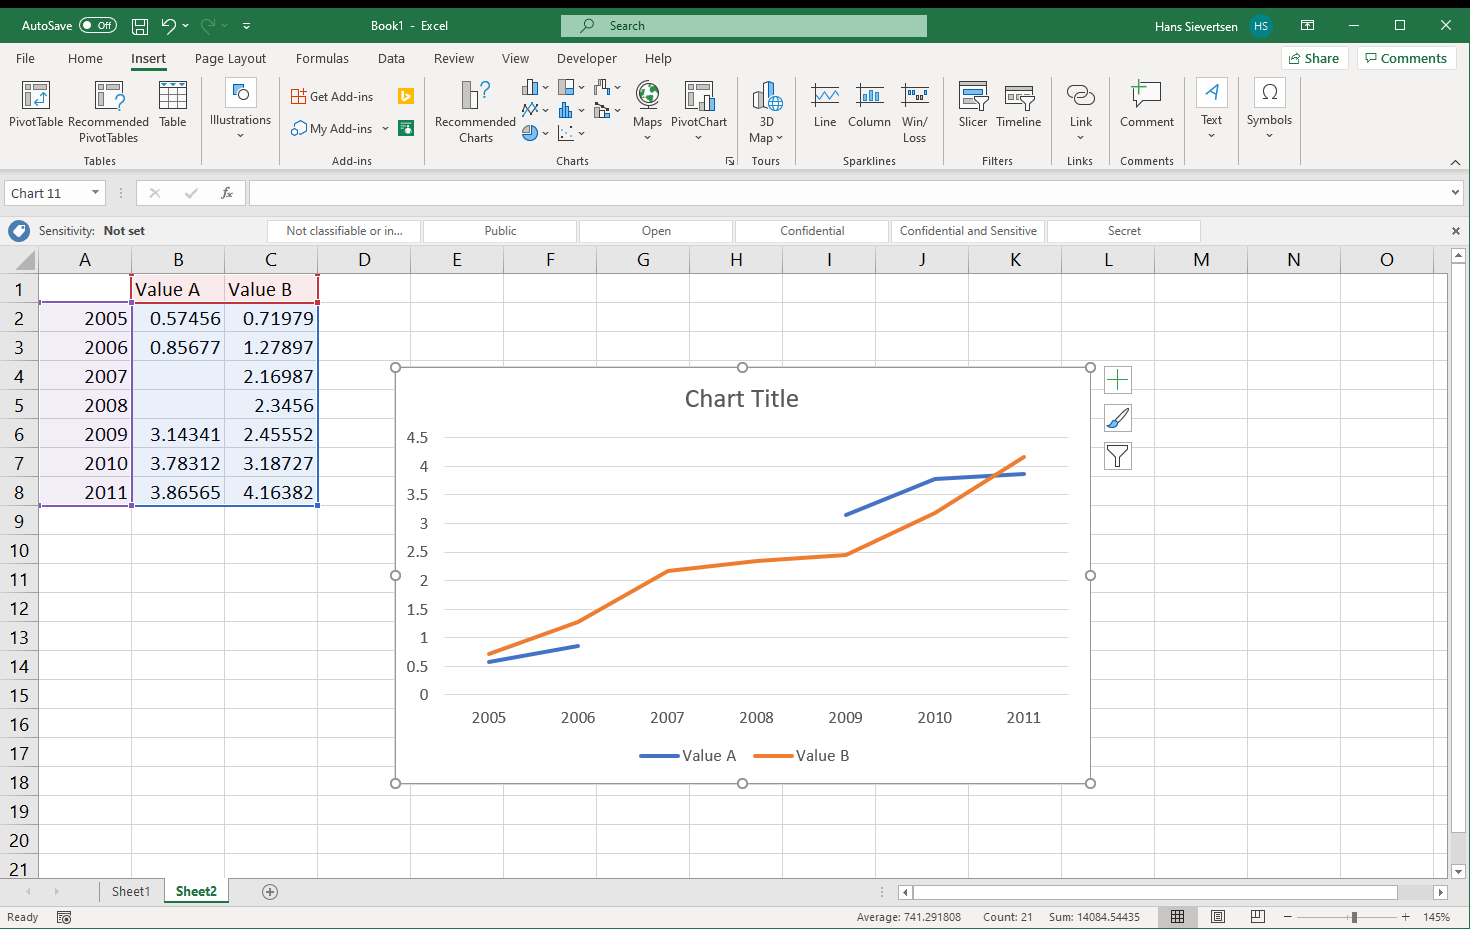 AutoSave Off Book1 - Excel Search Hans Sievertsen HS
File Home Insert Page Layout Formulas Data Review View Developer Help Share Comments
PivotTable Recommended PivotTables Table Illustrations Get Add-ins My Add-ins Recommended Charts Maps PivotChart 3D Map Line Column Win/ Loss Slicer Timeline Link Comment Text Symbols
Tables Add-ins Charts Tours Sparklines Filters Links Comments
Chart 11 fx
Sensitivity: Not set Not classifiable or in... Public Open Confidential Confidential and Sensitive Secret
A B C D E F G H I J K L M N O
1 Value A Value B
2 2005 0.57456 0.71979
3 2006 0.85677 1.27897
4 2007 2.16987
5 2008 2.3456
6 2009 3.14341 2.45552
7 2010 3.78312 3.18727
8 2011 3.86565 4.16382
9
10
11
12
13
14
15
16
17
18
19
20
21
Chart Title
4.5
4
3.5
3
2.5
2
1.5
1
0.5
0
2005 2006 2007 2008 2009 2010 2011
Value A Value B
Sheet1 Sheet2
Ready Average: 741.291808 Count: 21 Sum: 14084.54435 145%